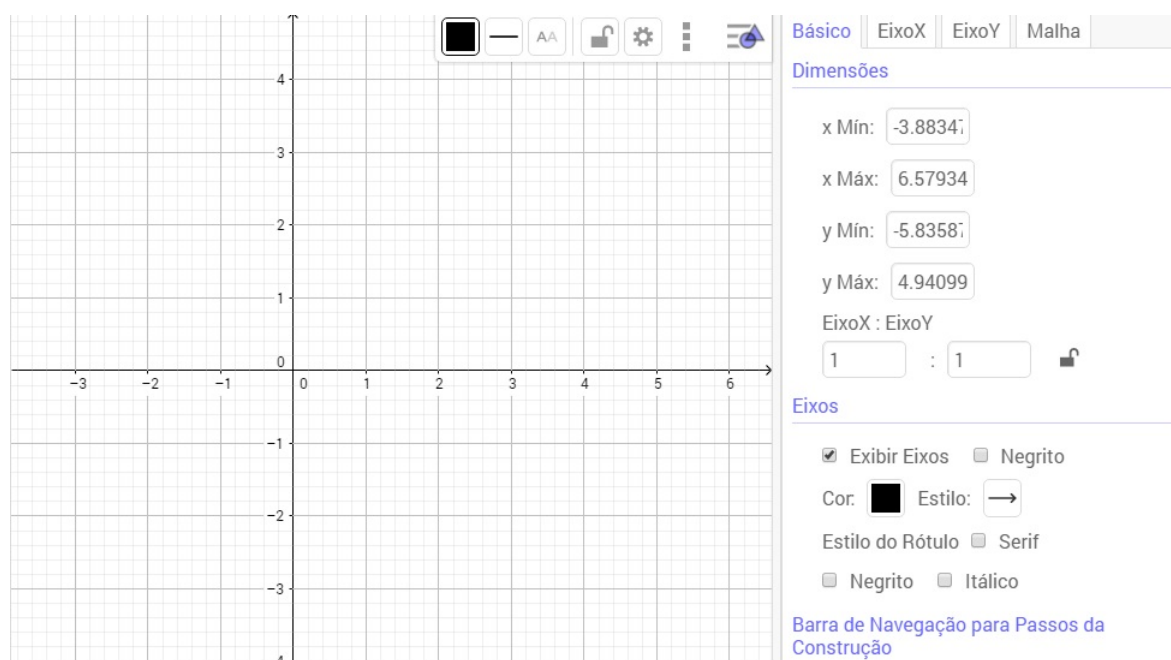 AA
4
3
2
1
0
-3 -2 -1 0 1 2 3 4 5 6
-1
-2
-3
Básico EixoX EixoY Malha
Dimensões
x Mín: -3.8834
x Máx: 6.57934
y Mín: -5.8358
y Máx: 4.94099
EixoX : EixoY
1 : 1
Eixos
Exibir Eixos Negrito
Cor: Estilo:
Estilo do Rótulo Serif
Negrito Itálico
Barra de Navegação para Passos da
Construção